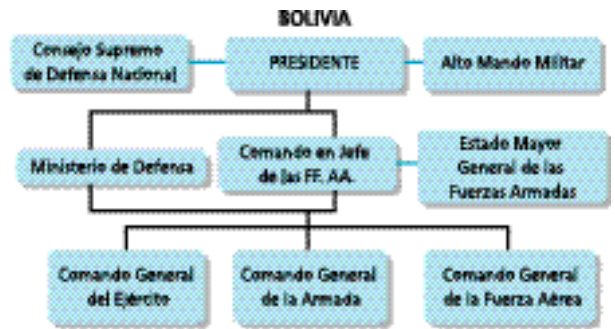 BOLIVIA
Consejo Supremo
de Defensa Nacional
PRESIDENTE
Alto Mando Militar
Ministerio de Defensa
Comando en Jefe
de las FF. AA.
Estado Mayor
General de las
Fuerzas Armadas
Comando General
del Ejército
Comando General
de la Armada
Comando General
de la Fuerza Aérea